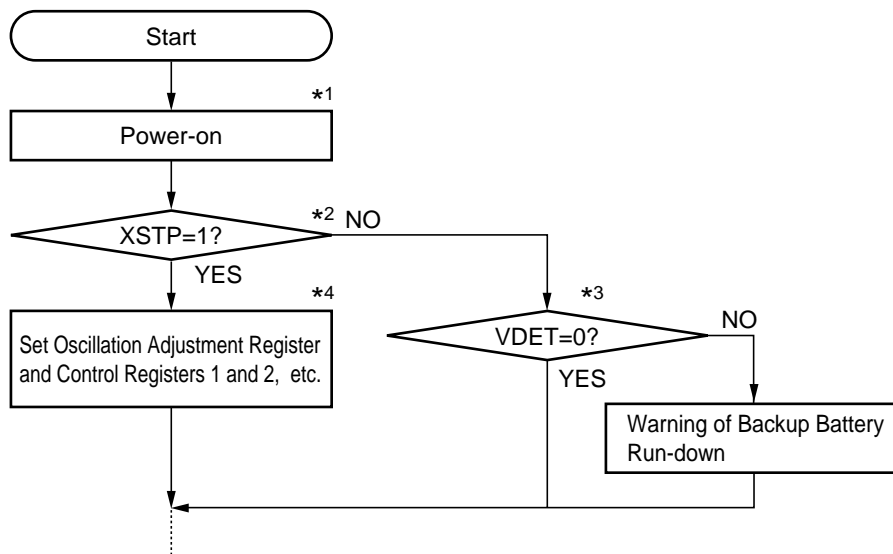 Start
*1
Power-on
*2
XSTP=1?
NO
YES
*4
Set Oscillation Adjustment Register
and Control Registers 1 and 2, etc.
*3
VDET=0?
NO
YES
Warning of Backup Battery
Run-down